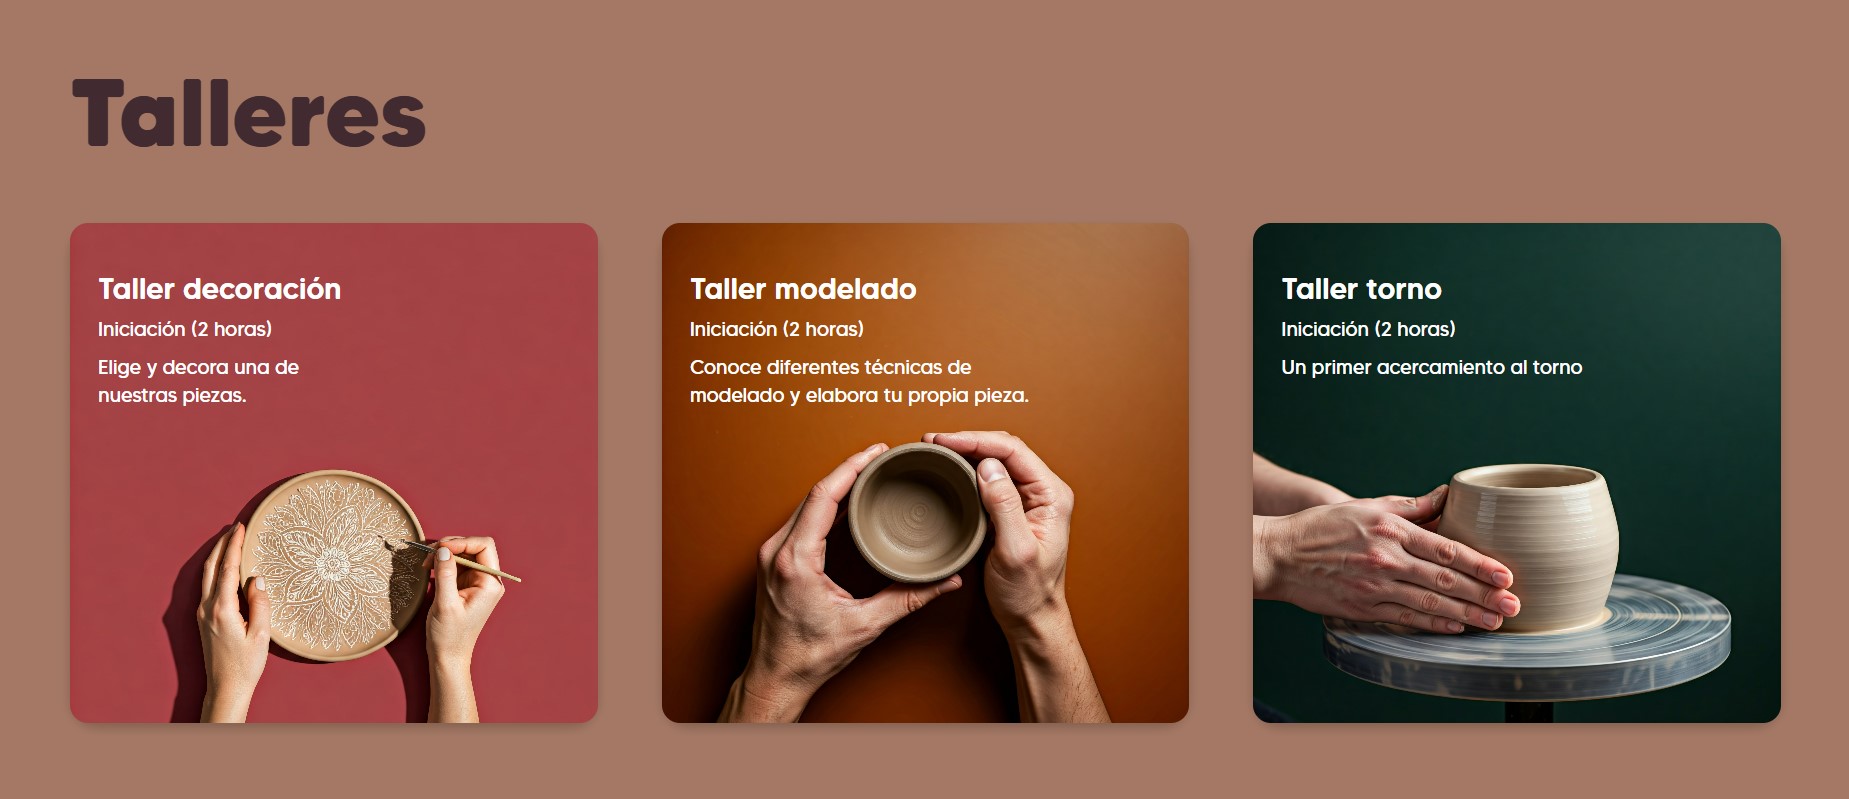 Talleres
Taller decoración
Iniciación (2 horas)
Elige y decora una de
nuestras piezas.
Taller modelado
Iniciación (2 horas)
Conoce diferentes técnicas de
modelado y elabora tu propia pieza.
Taller torno
Iniciación (2 horas)
Un primer acercamiento al torno